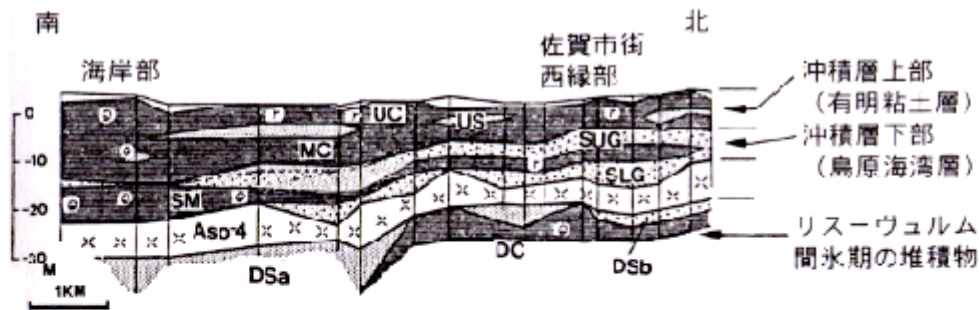 南
北
海岸部
佐賀市街
西縁部
沖積層上部
(有明粘土層)
沖積層下部
(島原海湾層)
リスーヴュルム
間氷期の堆積物
0
-10
-20
-30
M
1KM
UC
US
MC
SUG
SLG
SM
Aso-4
DSa
DC
DSb
r
r
r
r